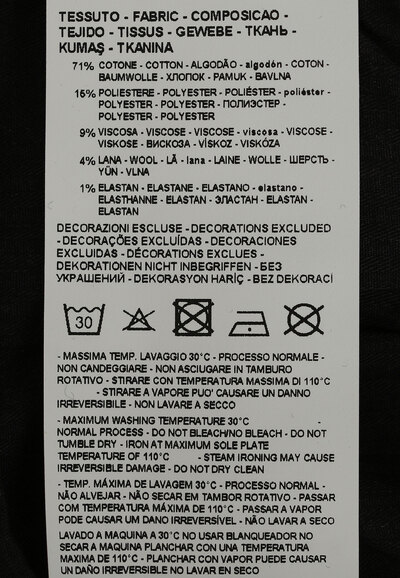 TESSUTO - FABRIC - COMPOSICAO -
TEJIDO - TISSUS - GEWEBE - ТКАНЬ -
KUMAŞ - TKANINA
71% COTONE - COTTON - ALGODÃO - algodón - COTON -
BAUMWOLLE - ХЛОПОК - PAMUK - BAVLNA
15% POLIESTERE - POLYESTER - POLIÉSTER - poliéster -
POLYESTER - POLYESTER - ПОЛИЭСТЕР -
POLYESTER - POLYESTER
9% VISCOSA - VISCOSE - VISCOSE - viscosa - VISCOSE -
VISKOSE - ВИСКОЗА - VİSKOZ - VISKÓZA
4% LANA - WOOL - LÃ - lana - LAINE - WOLLE - ШЕРСТЬ -
YÜN - VLNA
1% ELASTAN - ELASTANE - ELASTANO - elastano -
ELASTHANNE - ELASTAN - ЭЛАСТАН - ELASTAN -
ELASTAN
DECORAZIONI ESCLUSE - DECORATIONS EXCLUDED
- DECORAÇÕES EXCLUÍDAS - DECORACIONES
EXCLUIDAS - DÉCORATIONS EXCLUES -
DEKORATIONEN NICHT INBEGRIFFEN - БЕЗ
УКРАШЕНИЙ - DEKORASYON HARİÇ - BEZ DEKORACÍ
30
- MASSIMA TEMP. LAVAGGIO 30°C - PROCESSO NORMALE -
NON CANDEGGIARE - NON ASCIUGARE IN TAMBURO
ROTATIVO - STIRARE CON TEMPERATURA MASSIMA DI 110°C
- STIRARE A VAPORE PUO' CAUSARE UN DANNO
IRREVERSIBILE - NON LAVARE A SECCO
- MAXIMUM WASHING TEMPERATURE 30°C -
NORMAL PROCESS - DO NOT BLEACH/NO BLEACH - DO NOT
TUMBLE DRY - IRON AT MAXIMUM SOLE PLATE
TEMPERATURE OF 110°C - STEAM IRONING MAY CAUSE
IRREVERSIBLE DAMAGE - DO NOT DRY CLEAN
- TEMP. MÁXIMA DE LAVAGEM 30°C - PROCESSO NORMAL -
NÃO ALVEJAR - NÃO SECAR EM TAMBOR ROTATIVO - PASSAR
COM TEMPERATURA MÁXIMA DE 110°C - PASSAR A VAPOR
PODE CAUSAR UM DANO IRREVERSÍVEL - NÃO LAVAR A SECO
LAVADO A MAQUINA A 30°C NO USAR BLANQUEADOR NO
SECAR A MAQUINA PLANCHAR CON UNA TEMPERATURA
MAXIMA DE 110°C - PLANCHAR CON VAPOR PUEDE CAUSAR
UN DANO IRREVERSIBLE NO LAVAR EN SECO